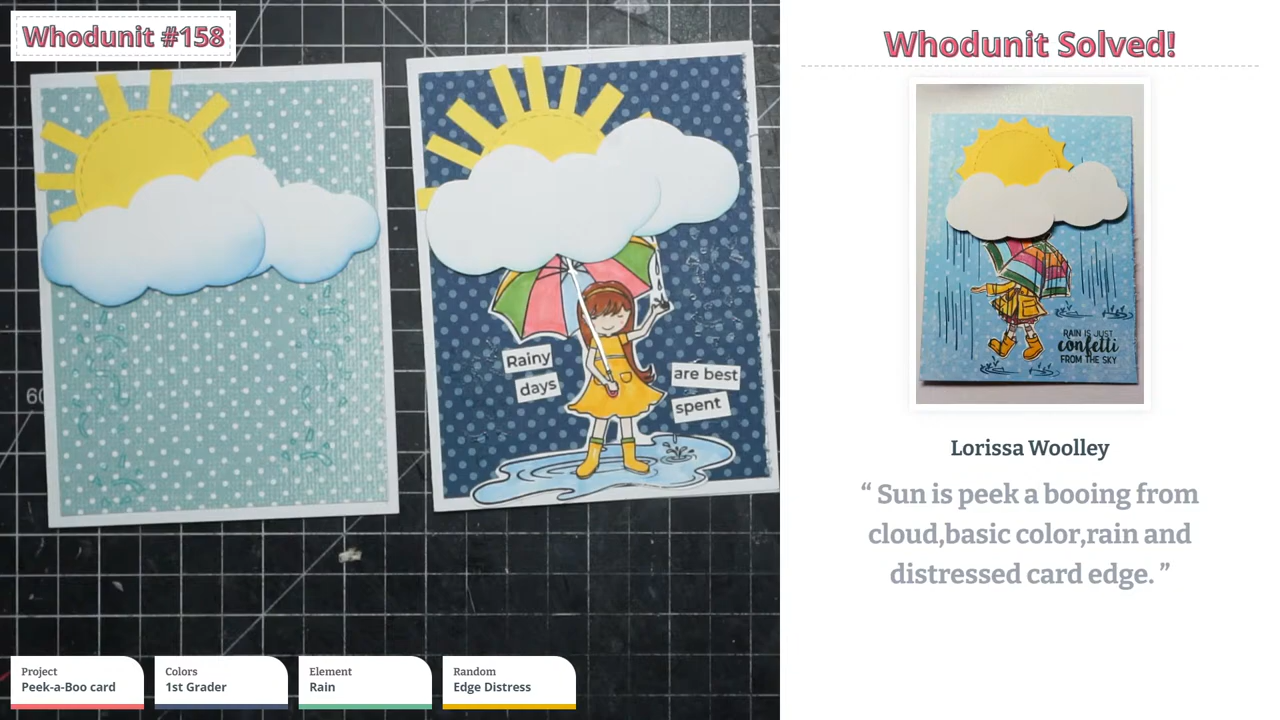 Whodunit #158
Whodunit Solved!
60
Rainy
days
are best
spent
RAIN IS JUST
confetti
FROM THE SKY
Lorissa Woolley
“ Sun is peek a booing from
cloud,basic color,rain and
distressed card edge. ”
Project
Peek-a-Boo card
Colors
1st Grader
Element
Rain
Random
Edge Distress